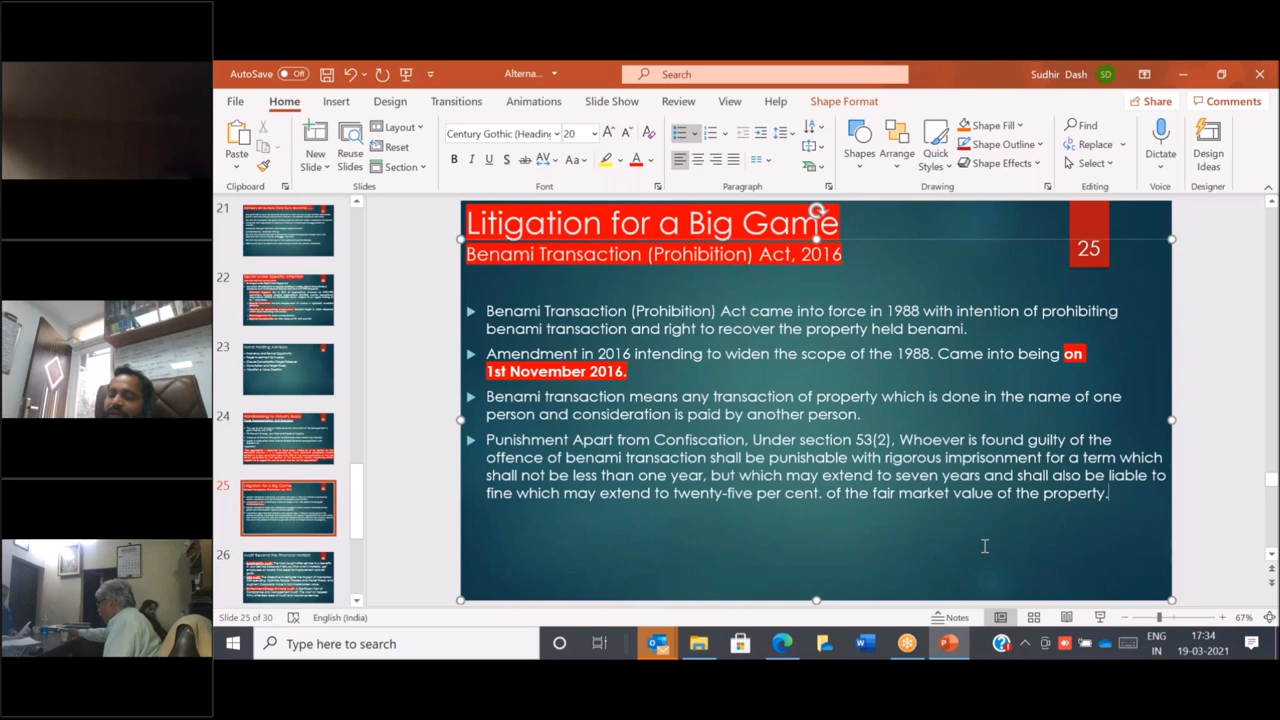 AutoSave Off Alterna... Search Sudhir Dash SD
File Home Insert Design Transitions Animations Slide Show Review View Help Shape Format Share Comments
Paste
Clipboard
New Slide
Reuse Slides
Layout
Reset
Section
Slides
Century Gothic (Heading 20
B I U S ab AV Aa A
Font
Paragraph
Shapes
Arrange
Quick Styles
Shape Fill
Shape Outline
Shape Effects
Drawing
Find
Replace
Select
Editing
Dictate
Voice
Design Ideas
Designer
21
22
23
24
25
26
Litigation for a Big Game
Benami Transaction (Prohibition) Act, 2016
25
Benami Transaction (Prohibition) Act came into force in 1988 with intention of prohibiting
benami transaction and right to recover the property held benami.
Amendment in 2016 intending to widen the scope of the 1988. Came into being on
1st November 2016.
Benami transaction means any transaction of property which is done in the name of one
person and consideration is paid by another person.
Punishment Apart from Confiscation, Under section 53(2), Whoever is found guilty of the
offence of benami transaction shall be punishable with rigorous imprisonment for a term which
shall not be less than one year, but which may extend to seven years and shall also be liable to
fine which may extend to twenty-five per cent. of the fair market value of the property.
Slide 25 of 30 English (India) Notes 67%
Type here to search
ENG
IN
17:34
19-03-2021